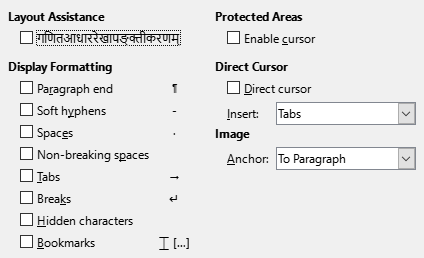 Layout Assistance
गणितआधाररेखापङ्क्तीकरणम्
Display Formatting
Paragraph end ¶
Soft hyphens -
Spaces ·
Non-breaking spaces
Tabs →
Breaks ↵
Hidden characters
Bookmarks [...]
Protected Areas
Enable cursor
Direct Cursor
Direct cursor
Insert: Tabs
Image
Anchor: To Paragraph